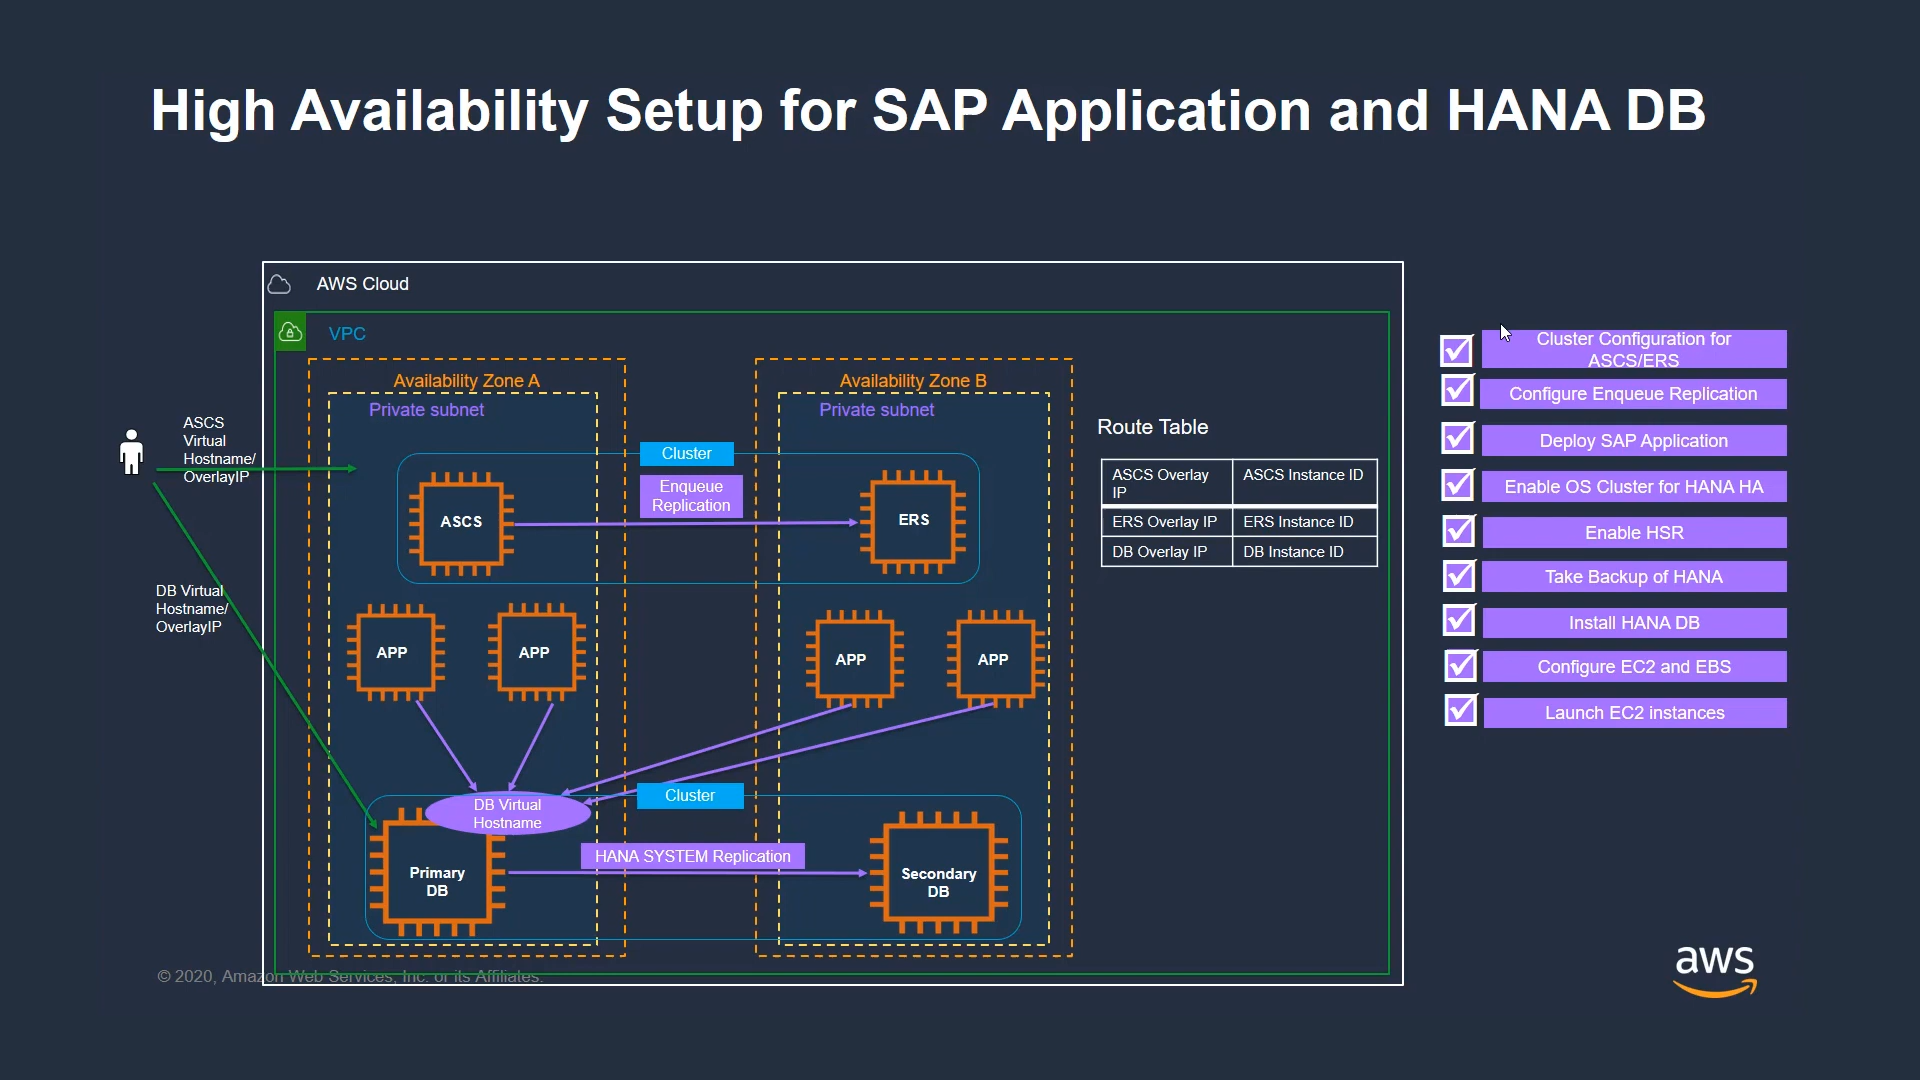 High Availability Setup for SAP Application and HANA DB
AWS Cloud
VPC
Availability Zone A
Private subnet
Availability Zone B
Private subnet
ASCS
Virtual
Hostname/
OverlayIP
DB Virtual
Hostname/
OverlayIP
Cluster
Enqueue
Replication
ASCS
ERS
APP
APP
APP
APP
DB Virtual
Hostname
Cluster
HANA SYSTEM Replication
Primary
DB
Secondary
DB
Route Table
ASCS Overlay
IP
ASCS Instance ID
ERS Overlay IP
ERS Instance ID
DB Overlay IP
DB Instance ID
Cluster Configuration for
ASCS/ERS
Configure Enqueue Replication
Deploy SAP Application
Enable OS Cluster for HANA HA
Enable HSR
Take Backup of HANA
Install HANA DB
Configure EC2 and EBS
Launch EC2 instances
© 2020, Amazon Web Services, Inc. or its Affiliates.
aws